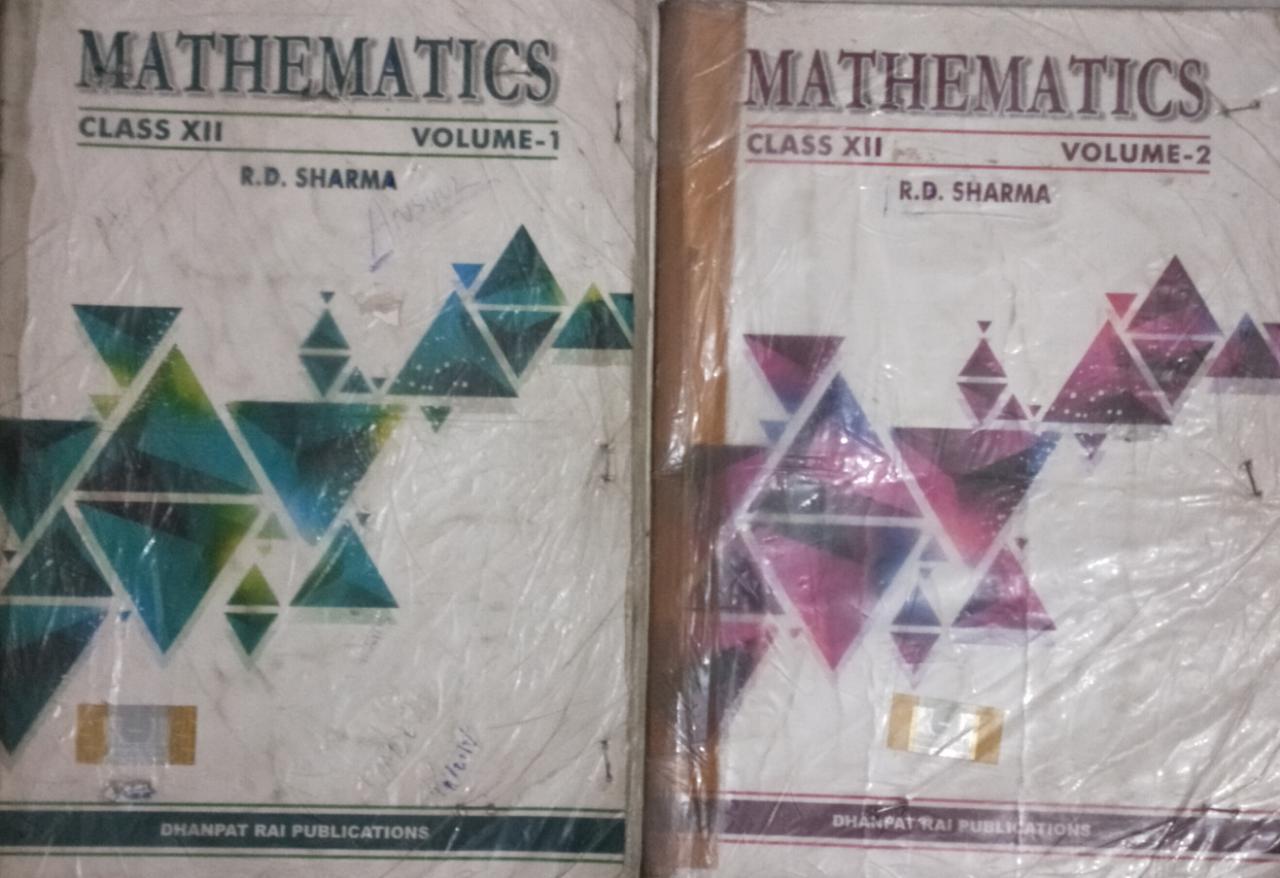 MATHEMATICS
CLASS XII VOLUME-1
R.D. SHARMA
DHANPAT RAI PUBLICATIONS
MATHEMATICS
CLASS XII VOLUME-2
R.D. SHARMA
DHANPAT RAI PUBLICATIONS